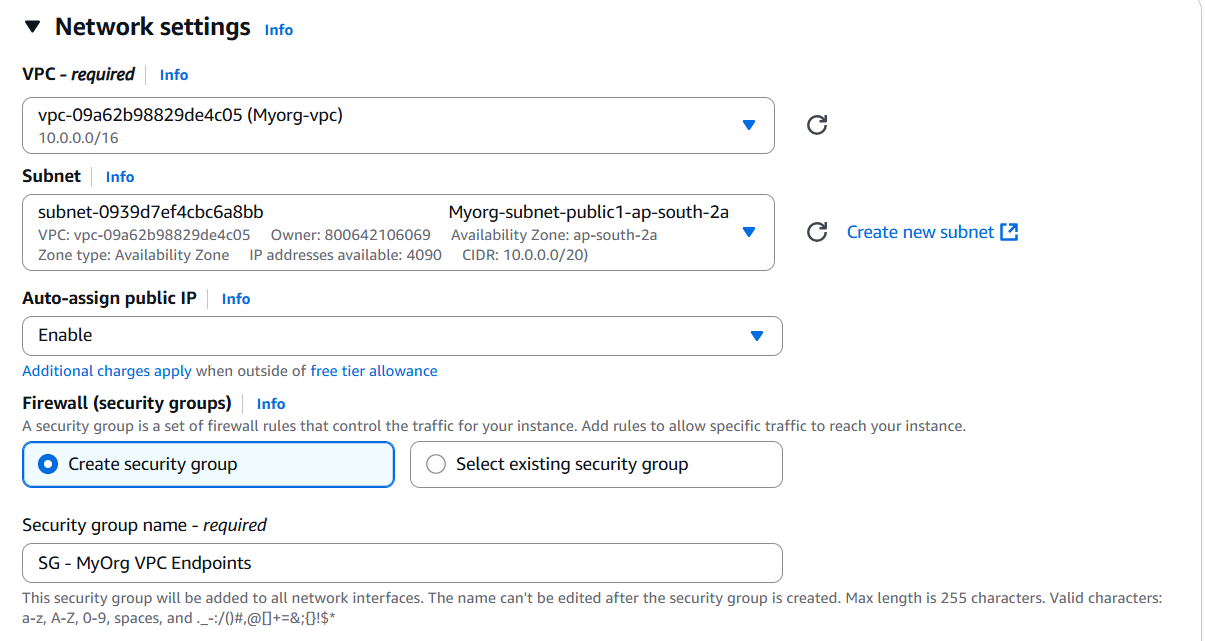 Network settings Info
VPC - required Info
vpc-09a62b98829de4c05 (Myorg-vpc)
10.0.0.0/16
Subnet Info
subnet-0939d7ef4cbc6a8bb Myorg-subnet-public1-ap-south-2a
VPC: vpc-09a62b98829de4c05 Owner: 800642106069 Availability Zone: ap-south-2a
Zone type: Availability Zone IP addresses available: 4090 CIDR: 10.0.0.0/20)
Create new subnet
Auto-assign public IP Info
Enable
Additional charges apply when outside of free tier allowance
Firewall (security groups) Info
A security group is a set of firewall rules that control the traffic for your instance. Add rules to allow specific traffic to reach your instance.
Create security group Select existing security group
Security group name - required
SG - MyOrg VPC Endpoints
This security group will be added to all network interfaces. The name can't be edited after the security group is created. Max length is 255 characters. Valid characters:
a-z, A-Z, 0-9, spaces, and ._-:/()#,@[]+=&;{}!$*